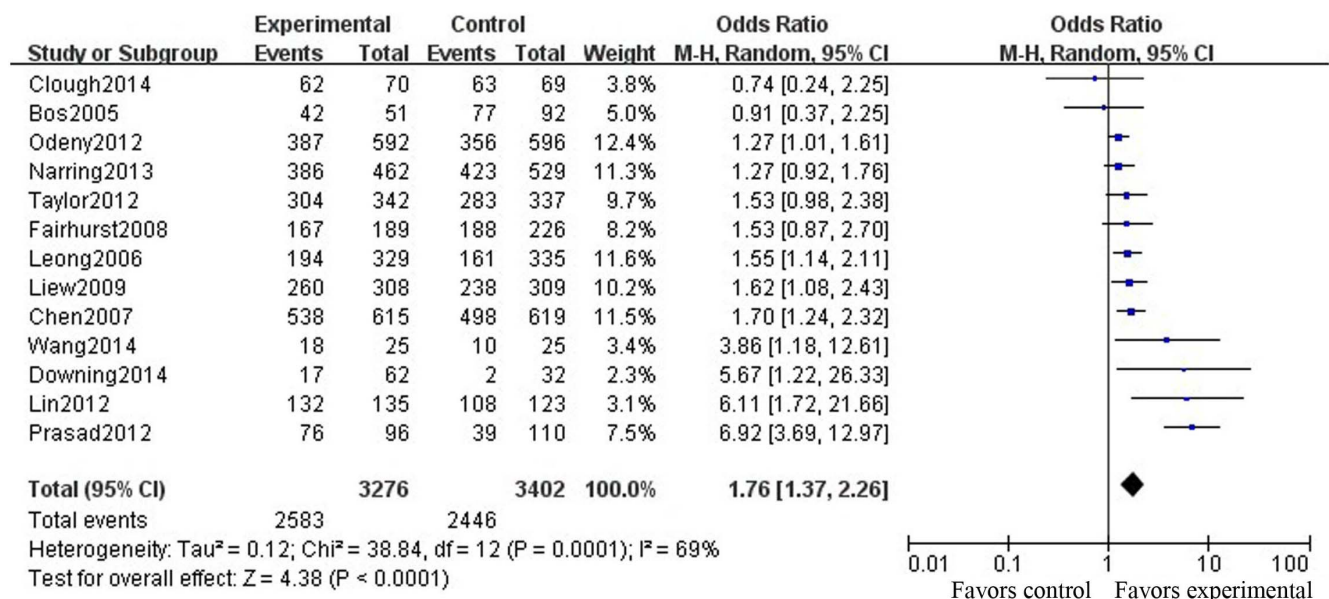 Experimental Control Odds Ratio Odds Ratio
Study or Subgroup Events Total Events Total Weight M-H, Random, 95% CI M-H, Random, 95% CI
Clough2014 62 70 63 69 3.8% 0.74 [0.24, 2.25]
Bos2005 42 51 77 92 5.0% 0.91 [0.37, 2.25]
Odeny2012 387 592 356 596 12.4% 1.27 [1.01, 1.61]
Narring2013 386 462 423 529 11.3% 1.27 [0.92, 1.76]
Taylor2012 304 342 283 337 9.7% 1.53 [0.98, 2.38]
Fairhurst2008 167 189 188 226 8.2% 1.53 [0.87, 2.70]
Leong2006 194 329 161 335 11.6% 1.55 [1.14, 2.11]
Liew2009 260 308 238 309 10.2% 1.62 [1.08, 2.43]
Chen2007 538 615 498 619 11.5% 1.70 [1.24, 2.32]
Wang2014 18 25 10 25 3.4% 3.86 [1.18, 12.61]
Downing2014 17 62 2 32 2.3% 5.67 [1.22, 26.33]
Lin2012 132 135 108 123 3.1% 6.11 [1.72, 21.66]
Prasad2012 76 96 39 110 7.5% 6.92 [3.69, 12.97]
Total (95% CI) 3276 3402 100.0% 1.76 [1.37, 2.26]
Total events 2583 2446
Heterogeneity: Tau² = 0.12; Chi² = 38.84, df = 12 (P = 0.0001); I² = 69%
Test for overall effect: Z = 4.38 (P < 0.0001)
0.01 0.1 1 10 100
Favors control Favors experimental